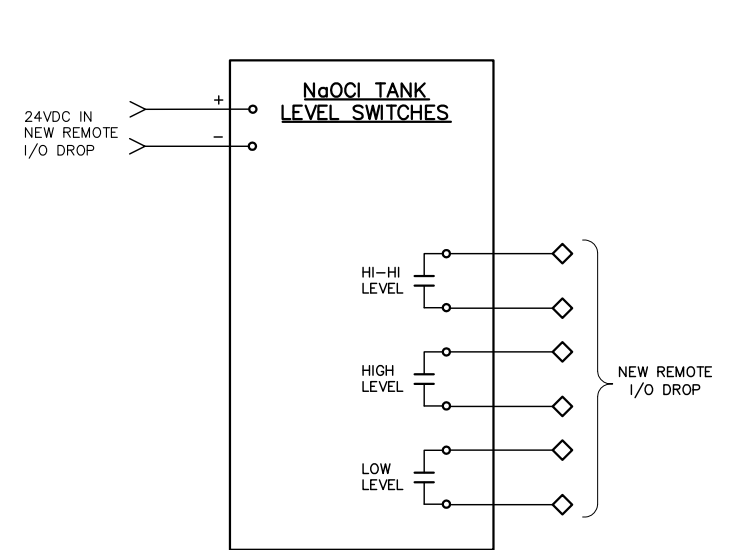 NaOCl TANK
LEVEL SWITCHES
+
24VDC IN
NEW REMOTE
I/O DROP
−
HI−HI
LEVEL
HIGH
LEVEL
NEW REMOTE
I/O DROP
LOW
LEVEL